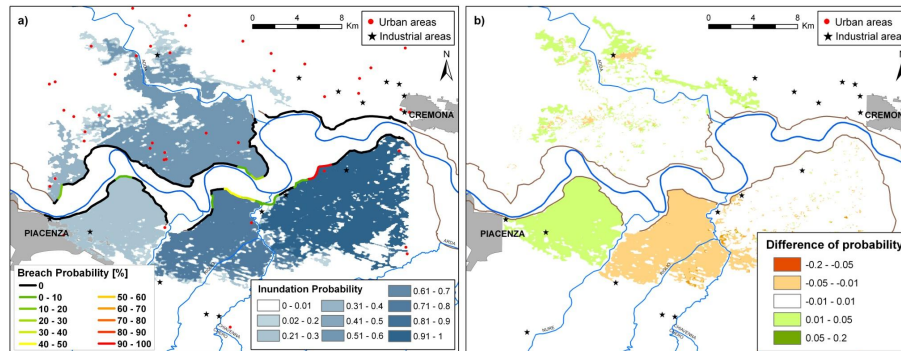 a)
0 4 8
Km
Urban areas
Industrial areas
N
ADDA
CREMONA
PIACENZA
ARDA
NURE
Breach Probability [%]
0
0 - 10
10 - 20
20 - 30
30 - 40
40 - 50
50 - 60
60 - 70
70 - 80
80 - 90
90 - 100
Inundation Probability
0 - 0.01
0.02 - 0.2
0.21 - 0.3
0.31 - 0.4
0.41 - 0.5
0.51 - 0.6
0.61 - 0.7
0.71 - 0.8
0.81 - 0.9
0.91 - 1
b)
0 4 8
Km
Urban areas
Industrial areas
N
ADDA
CREMONA
PIACENZA
NURE
Difference of probability
-0.2 - -0.05
-0.05 - -0.01
-0.01 - 0.01
0.01 - 0.05
0.05 - 0.2